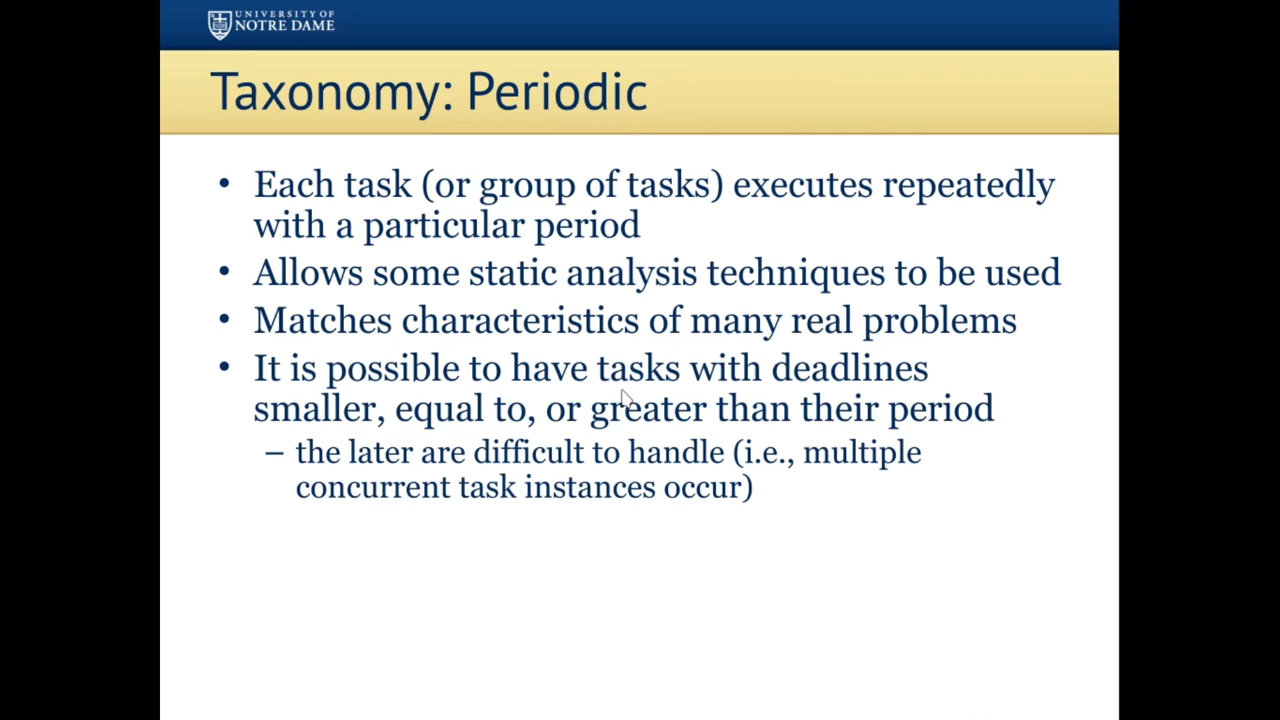 UNIVERSITY OF
NOTRE DAME
Taxonomy: Periodic
• Each task (or group of tasks) executes repeatedly
with a particular period
• Allows some static analysis techniques to be used
• Matches characteristics of many real problems
• It is possible to have tasks with deadlines
smaller, equal to, or greater than their period
– the later are difficult to handle (i.e., multiple
concurrent task instances occur)